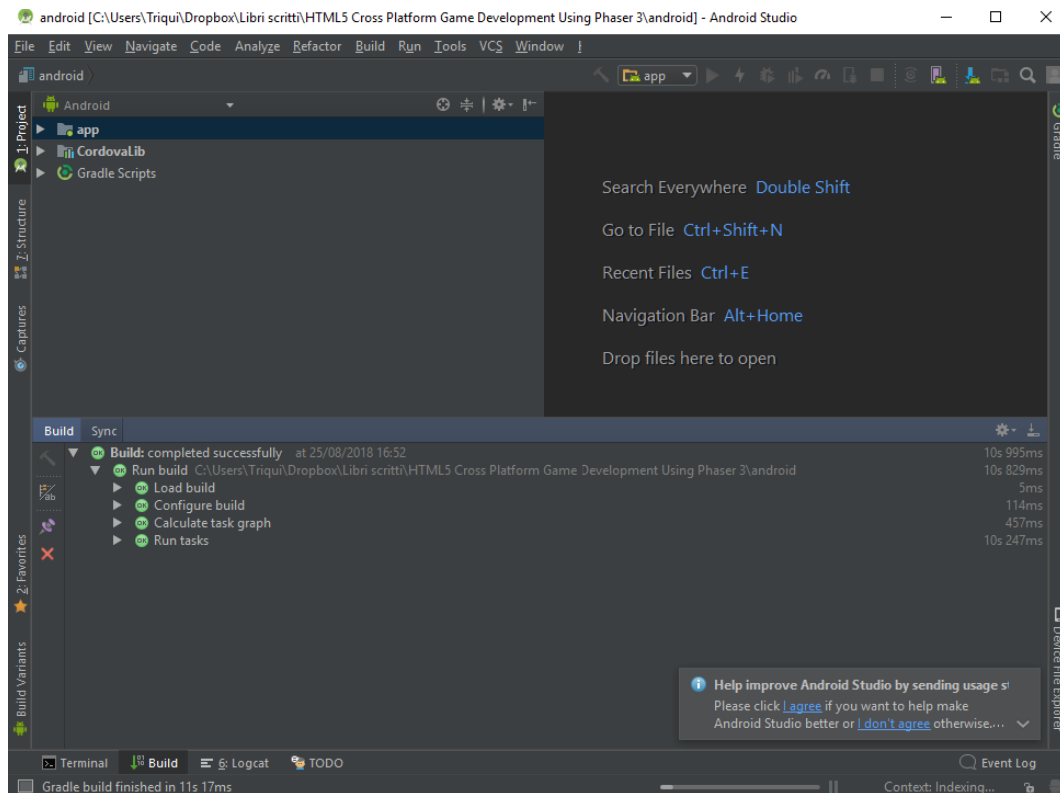 android [C:\Users\Triqui\Dropbox\Libri scritti\HTML5 Cross Platform Game Development Using Phaser 3\android] - Android Studio
File Edit View Navigate Code Analyze Refactor Build Run Tools VCS Window
android
app
1: Project
Android
app
CordovaLib
Gradle Scripts
7: Structure
Captures
Gradle
Search Everywhere Double Shift
Go to File Ctrl+Shift+N
Recent Files Ctrl+E
Navigation Bar Alt+Home
Drop files here to open
Build Sync
Build: completed successfully at 25/08/2018 16:52 10s 995ms
Run build C:\Users\Triqui\Dropbox\Libri scritti\HTML5 Cross Platform Game Development Using Phaser 3\android 10s 829ms
Load build 5ms
Configure build 114ms
Calculate task graph 457ms
Run tasks 10s 247ms
2: Favorites
Build Variants
Device File Explorer
Help improve Android Studio by sending usage st
Please click I agree if you want to help make
Android Studio better or I don't agree otherwise....
Terminal Build 6: Logcat TODO Event Log
Gradle build finished in 11s 17ms Context: Indexing...